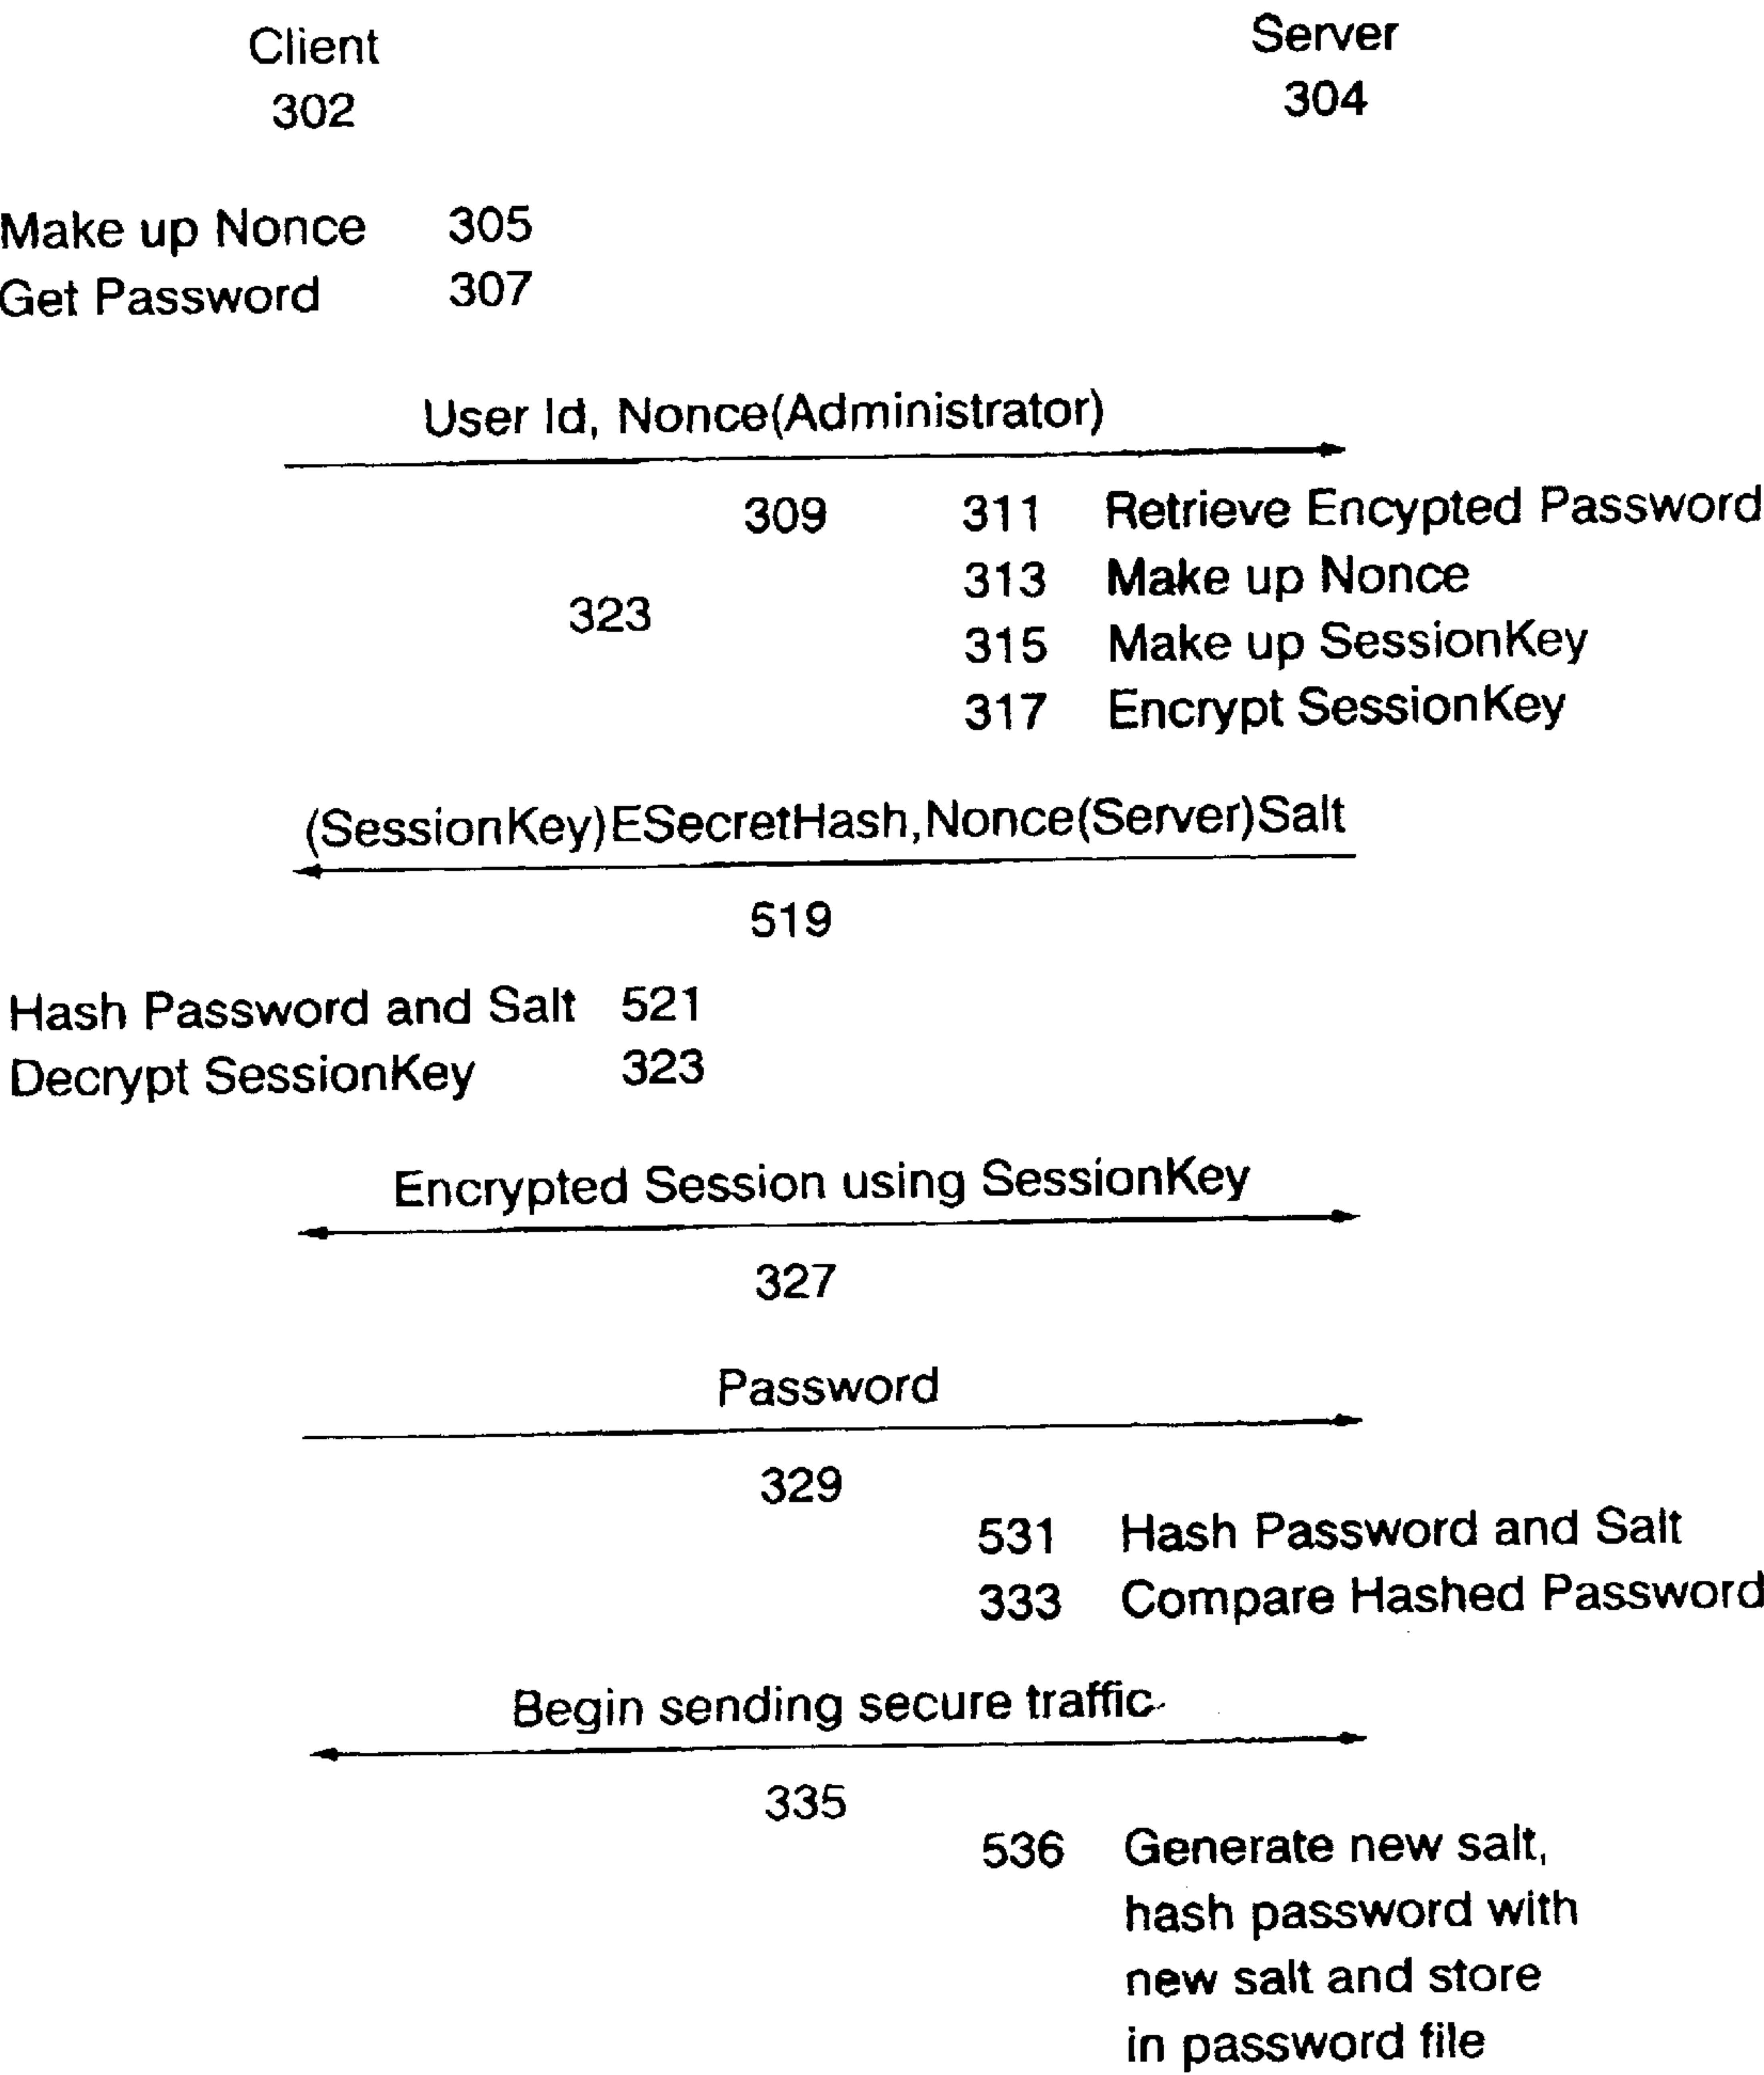 Client
Server
302
304
Make up Nonce 305
Get Password 307
User Id, Nonce(Administrator)
309
311 Retrieve Encypted Password
313 Make up Nonce
323
315 Make up SessionKey
317 Encrypt SessionKey
(SessionKey)ESecretHash,Nonce(Server)Salt
519
Hash Password and Salt 521
Decrypt SessionKey 323
Encrypted Session using SessionKey
327
Password
329
531 Hash Password and Salt
333 Compare Hashed Password
Begin sending secure traffic
335
536 Generate new salt,
hash password with
new salt and store
in password file